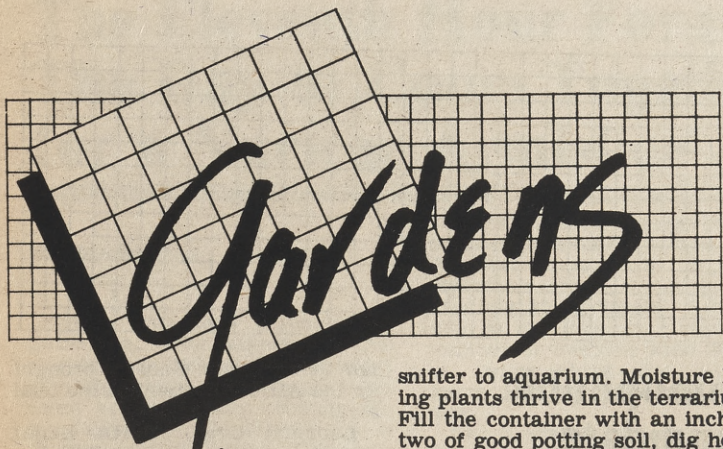 Gardens
snifter to aquarium. Moisture
ing plants thrive in the terrariu
Fill the container with an inch
two of good potting soil, dig ho